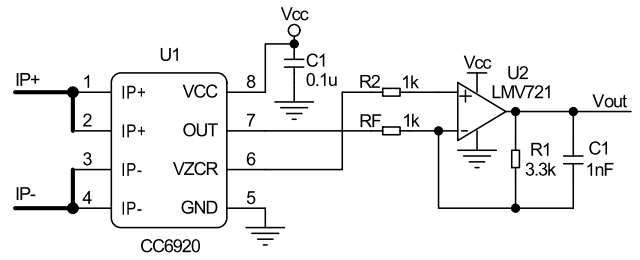 Vcc
U1
C1
0.1u
IP+
1
IP+
VCC
8
2
IP+
OUT
7
3
IP-
VZCR
6
IP-
4
IP-
GND
5
CC6920
R2
1k
RF
1k
Vcc
U2
LMV721
+
-
Vout
R1
3.3k
C1
1nF